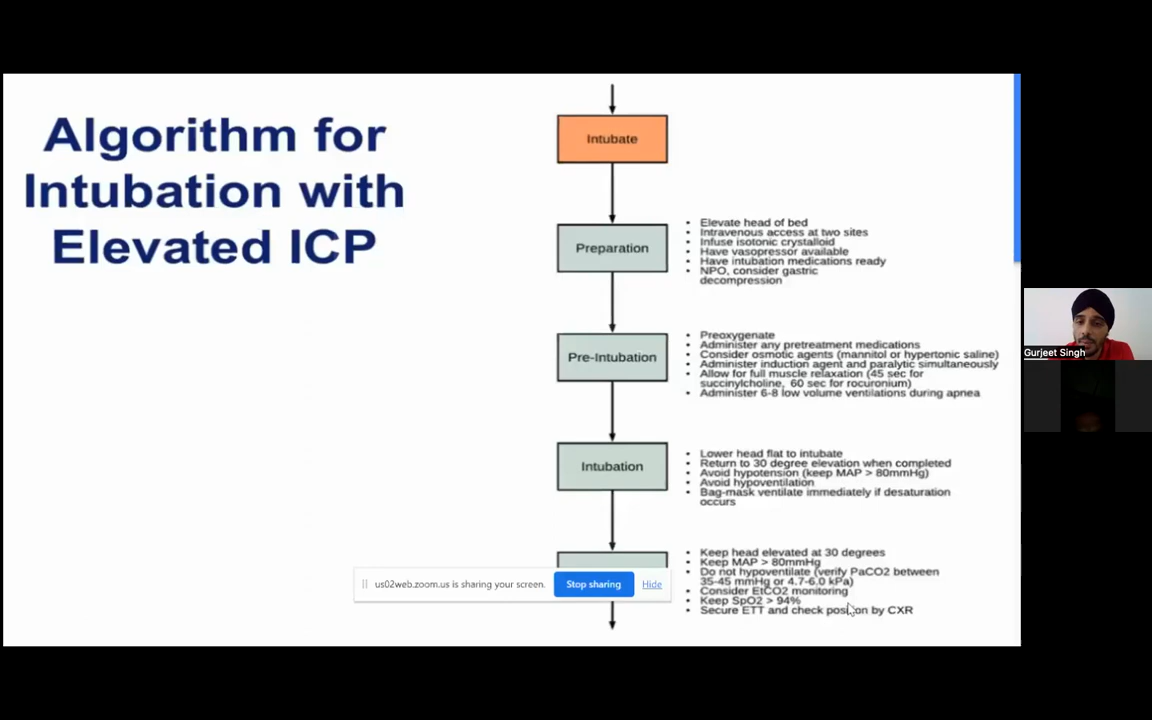 Algorithm for
Intubation with
Elevated ICP
Intubate
Preparation
• Elevate head of bed
• Intravenous access at two sites
• Infuse isotonic crystalloid
• Have vasopressor available
• Have intubation medications ready
• NPO, consider gastric
decompression
Pre-Intubation
• Preoxygenate
• Administer any pretreatment medications
• Consider osmotic agents (mannitol or hypertonic saline)
• Administer induction agent and paralytic simultaneously
• Allow for full muscle relaxation (45 sec for
succinylcholine, 60 sec for rocuronium)
• Administer 6-8 low volume ventilations during apnea
Intubation
• Lower head flat to intubate
• Return to 30 degree elevation when completed
• Avoid hypotension (keep MAP > 80mmHg)
• Avoid hypoventilation
• Bag-mask ventilate immediately if desaturation
occurs
• Keep head elevated at 30 degrees
• Keep MAP > 80mmHg
• Do not hypoventilate (verify PaCO2 between
35-45 mmHg or 4.7-6.0 kPa)
• Consider EtCO2 monitoring
• Keep SpO2 > 94%
• Secure ETT and check position by CXR
us02web.zoom.us is sharing your screen.
Stop sharing
Hide
Gurjeet Singh